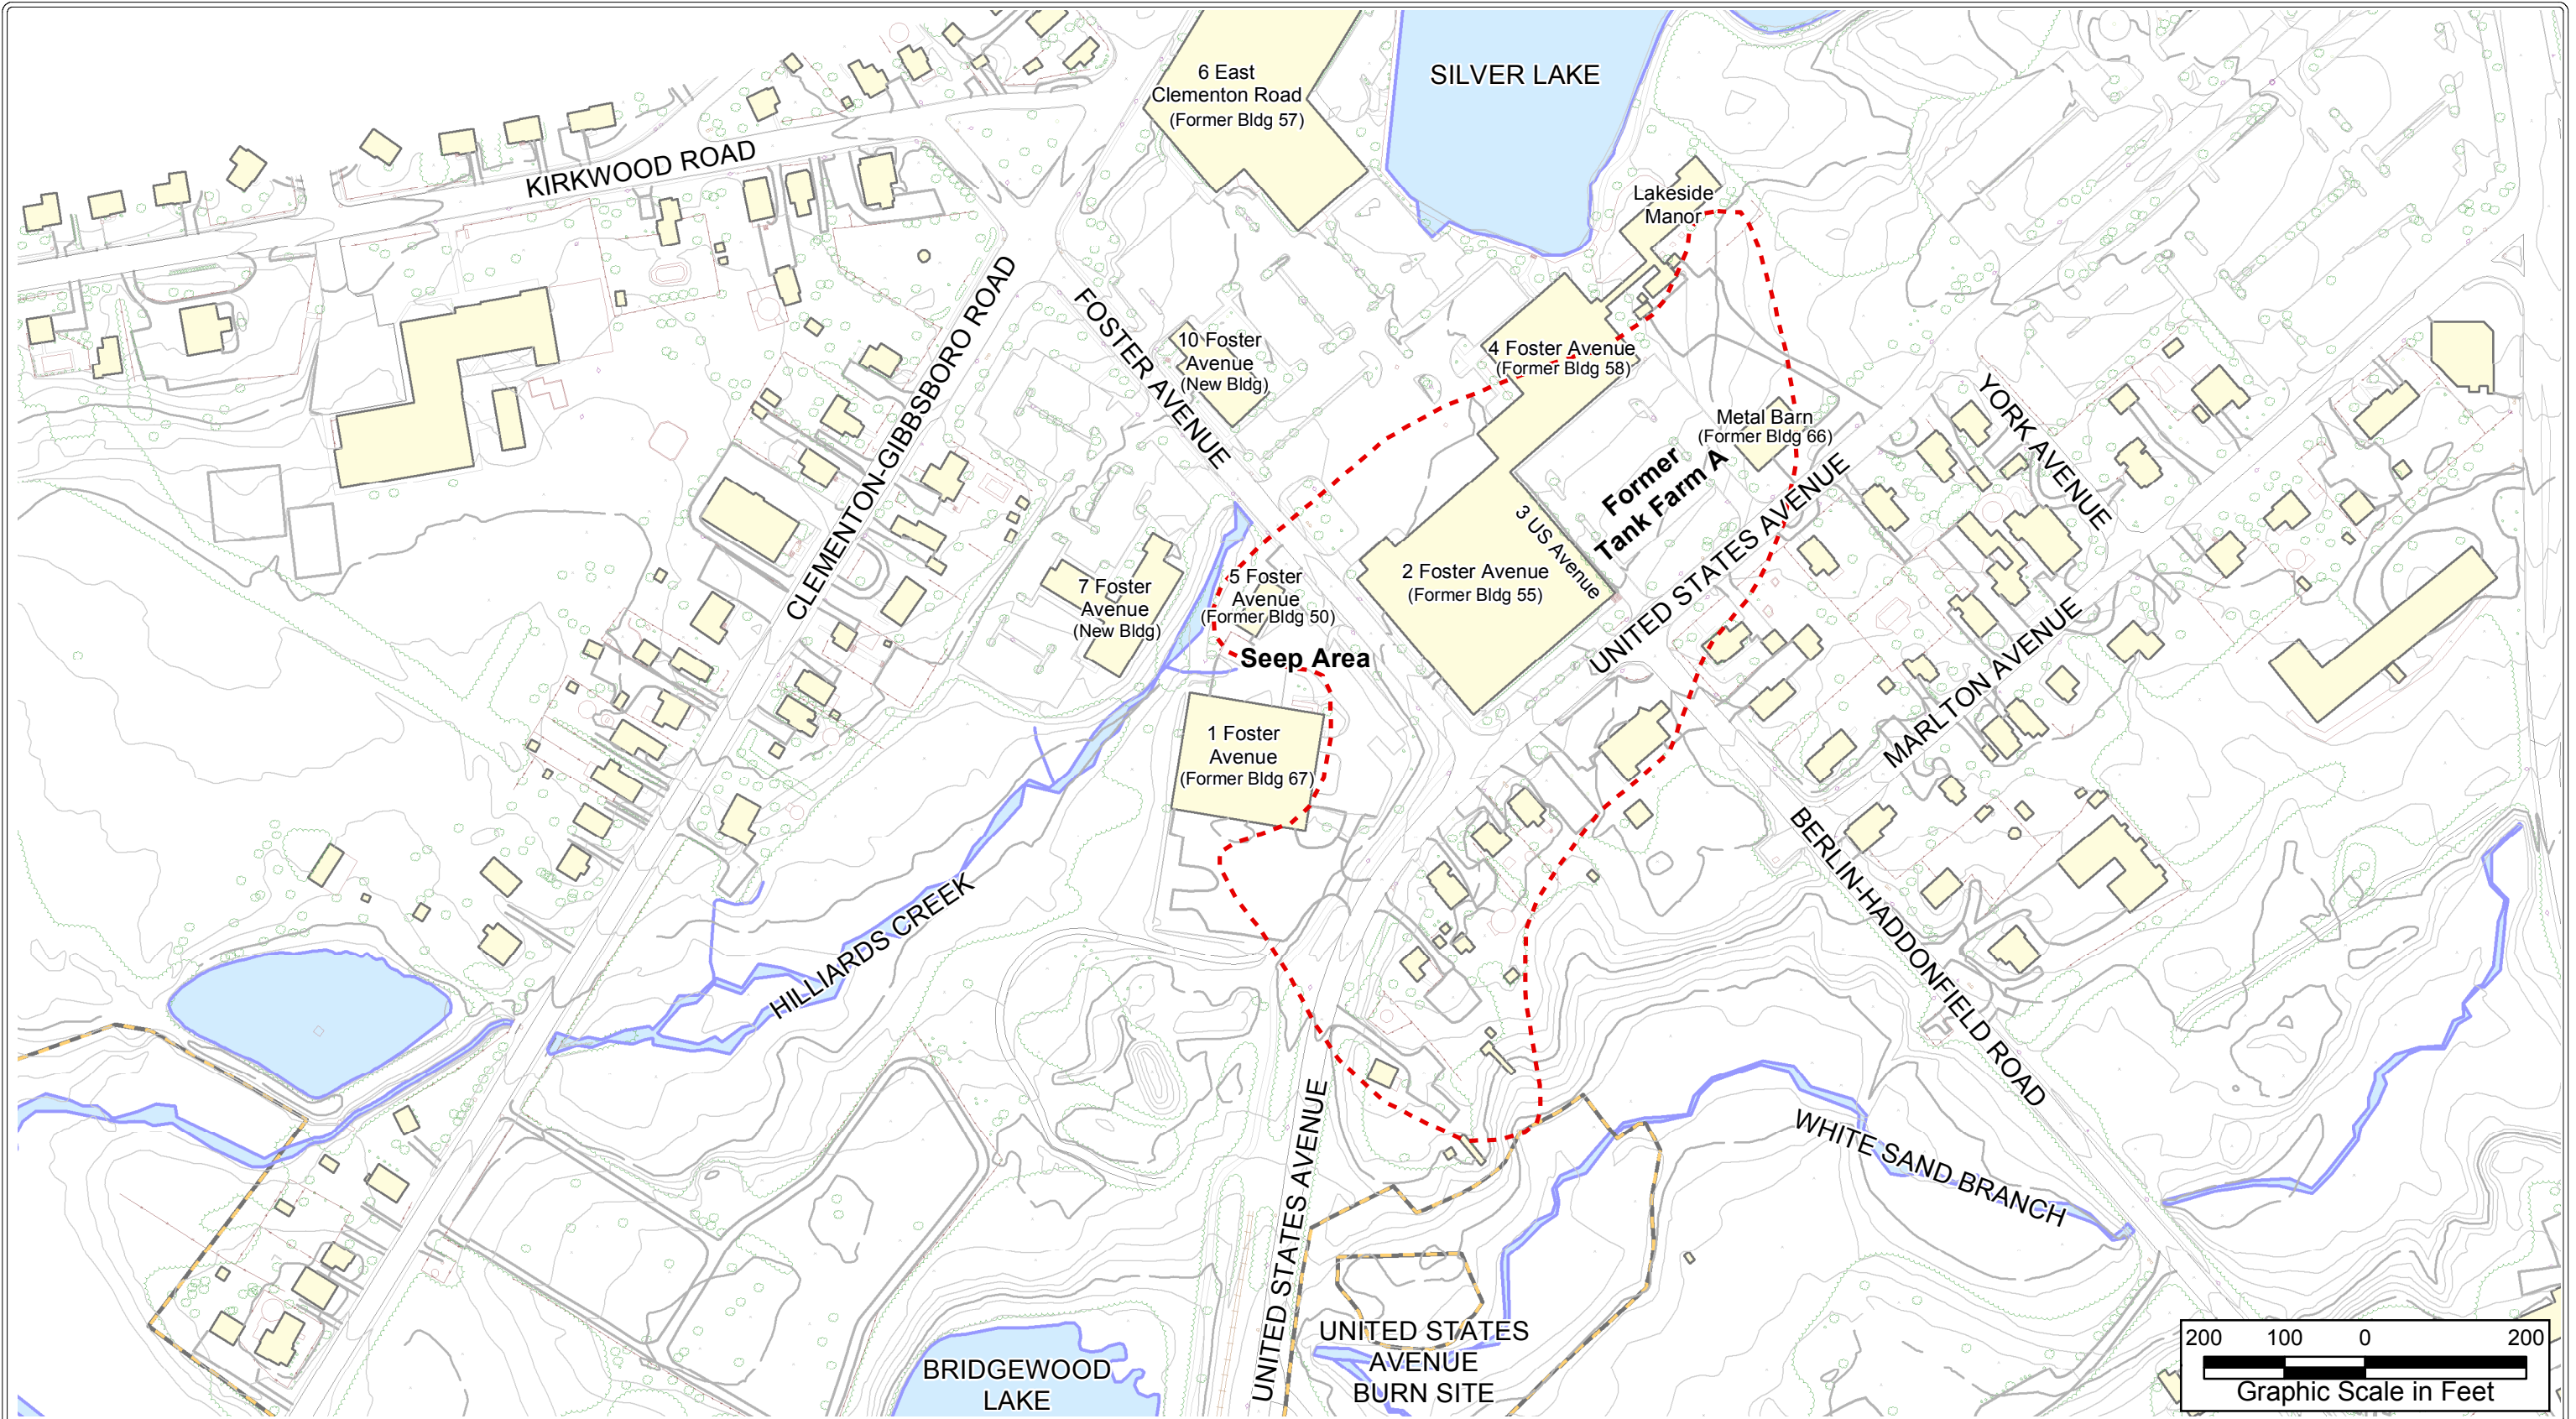 SILVER LAKE
6 East
Clementon Road
(Former Bldg 57)
KIRKWOOD ROAD
Lakeside
Manor
CLEMENTON-GIBBSBORO ROAD
FOSTER AVENUE
10 Foster
Avenue
(New Bldg)
4 Foster Avenue
(Former Bldg 58)
Metal Barn
(Former Bldg 66)
YORK AVENUE
Former
Tank Farm A
3 US Avenue
UNITED STATES AVENUE
2 Foster Avenue
(Former Bldg 55)
7 Foster
Avenue
(New Bldg)
5 Foster
Avenue
(Former Bldg 50)
Seep Area
MARLTON AVENUE
1 Foster
Avenue
(Former Bldg 67)
BERLIN-HADDONFIELD ROAD
HILLIARDS CREEK
WHITE SAND BRANCH
UNITED STATES AVENUE
UNITED STATES
AVENUE
BURN SITE
BRIDGEWOOD
LAKE
200 100 0 200
Graphic Scale in Feet